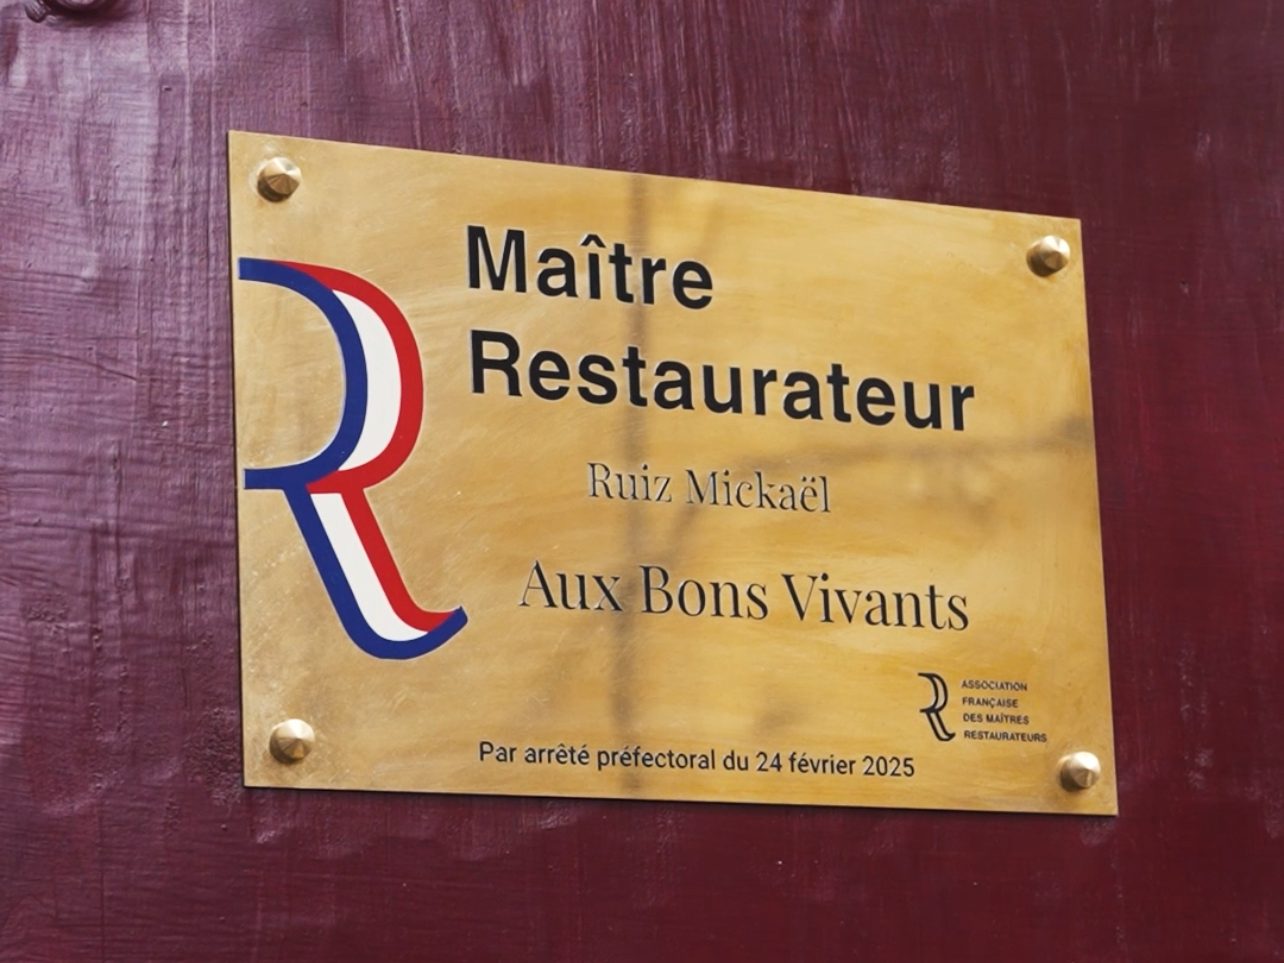 Maître
Restaurateur
Ruiz Mickaël
Aux Bons Vivants
ASSOCIATION
FRANÇAISE
DES MAÎTRES
RESTAURATEURS
Par arrêté préfectoral du 24 février 2025